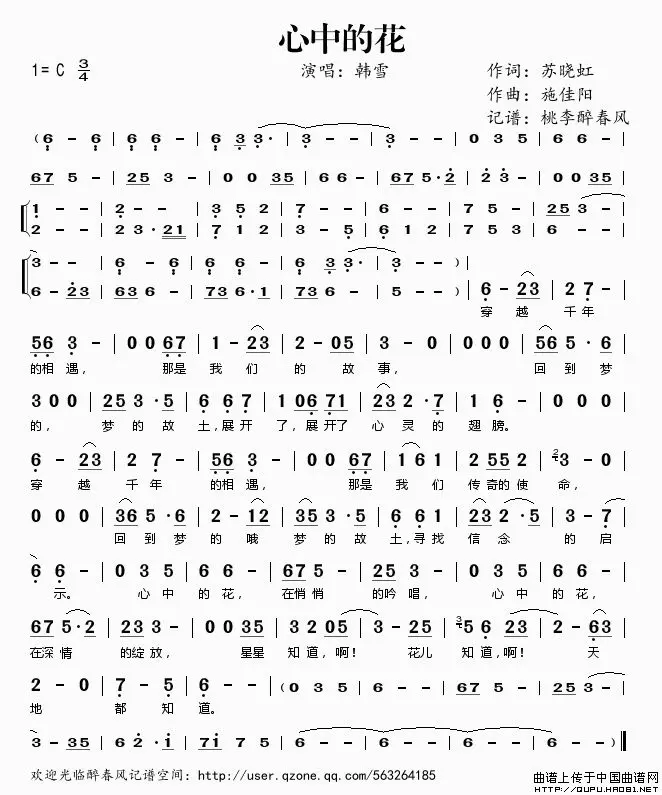 心中的花
1= C 3/4
演唱：韩雪
作词：苏晓虹
作曲：施佳阳
记谱：桃李醉春风
( 6 - 6 | 6 - 6 | 6 - 6 | 6 3 3· | 3 - - | 3 - - | 0 3 5 | 6 6 - |
67 5 - | 25 3 - | 0 0 35 | 6 6 - | 67 5·2 | 2 3 - | 0 0 35 |
1 - - | 2 - - | 3 5 2 | 7 - - | 6 - - | 7 5 - | 25 3 - |
2 - - | 2 3·21 | 7 1 2 | 3 - 5 | 6 1 2 | 7 5 3 | 6 - - |
3 - - | 6 - 6 | 6 - 6 | 6 3 3· | 3 - - ) |
6 - 23 | 63 6 - | 73 6·1 | 73 6 - | 5 - - ) | 6 - 23 | 2 7 - |
穿 越 千 年
56 3 - | 0 0 67 | 1 - 23 | 2 - 05 | 3 - 0 | 0 0 0 | 56 5·6 |
的相遇， 那是 我 们 的 故 事， 回到 梦
3 0 0 | 25 3·5 | 6 6 7 | 1 06 71 | 23 2·7 | 1 6 - | 0 0 0 |
的， 梦的 故 土，展开 了，展开了 心 灵 的 翅 膀。
6 - 23 | 2 7 - | 56 3 - | 0 0 67 | 1 61 | 2 552 | 3 - 0 |
穿 越 千 年 的相遇， 那是 我 们 传奇的使 命，
0 0 0 | 36 5·6 | 2 - 12 | 35 3·5 | 6 61 | 23 2·5 | 3 - 7 |
回到 梦 的 哦 梦的 故 土，寻找 信念 的 启
6 6 - | 0 3 5 | 6 6 - | 67 5 - | 25 3 - | 0 3 5 | 6 6 - |
示。 心 中 的 花， 在悄悄 的吟唱， 心 中 的 花，
67 5·2 | 23 3 - | 0 0 35 | 3 2 05 | 3 - 25 | 5 6 23 | 2 - 63 |
在深 情 的绽放， 星星 知道，啊！ 花儿 知道，啊！ 天
2 - 0 | 7 - 5 | 6 - - | (0 3 5 | 6 6 - | 67 5 - | 25 3 - |
地 都 知 道。
3 - 35 | 6 2·1 | 71 7 5 | 6 - - | 6 - - | 6 - - | 6 - - ) ‖
欢迎光临醉春风记谱空间：http://user.qzone.qq.com/563264185
曲谱上传于中国曲谱网
HTTP://QUPU.HAO81.NET